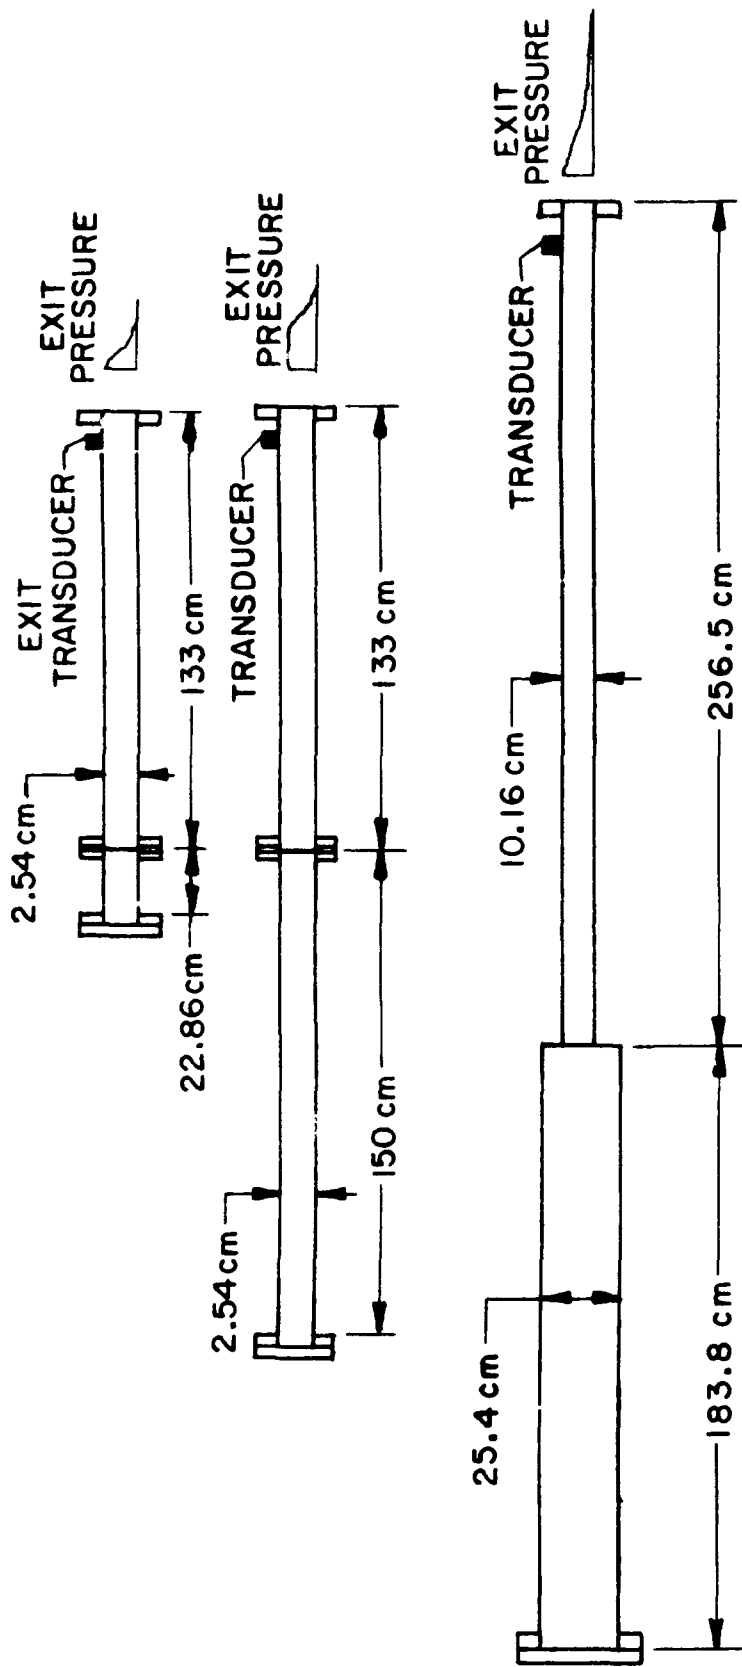 EXIT
PRESSURE
EXIT
TRANSDUCER
2.54 cm
133 cm
22.86 cm
EXIT
PRESSURE
TRANSDUCER
133 cm
2.54 cm
150 cm
EXIT
PRESSURE
TRANSDUCER
10.16 cm
256.5 cm
25.4 cm
183.8 cm